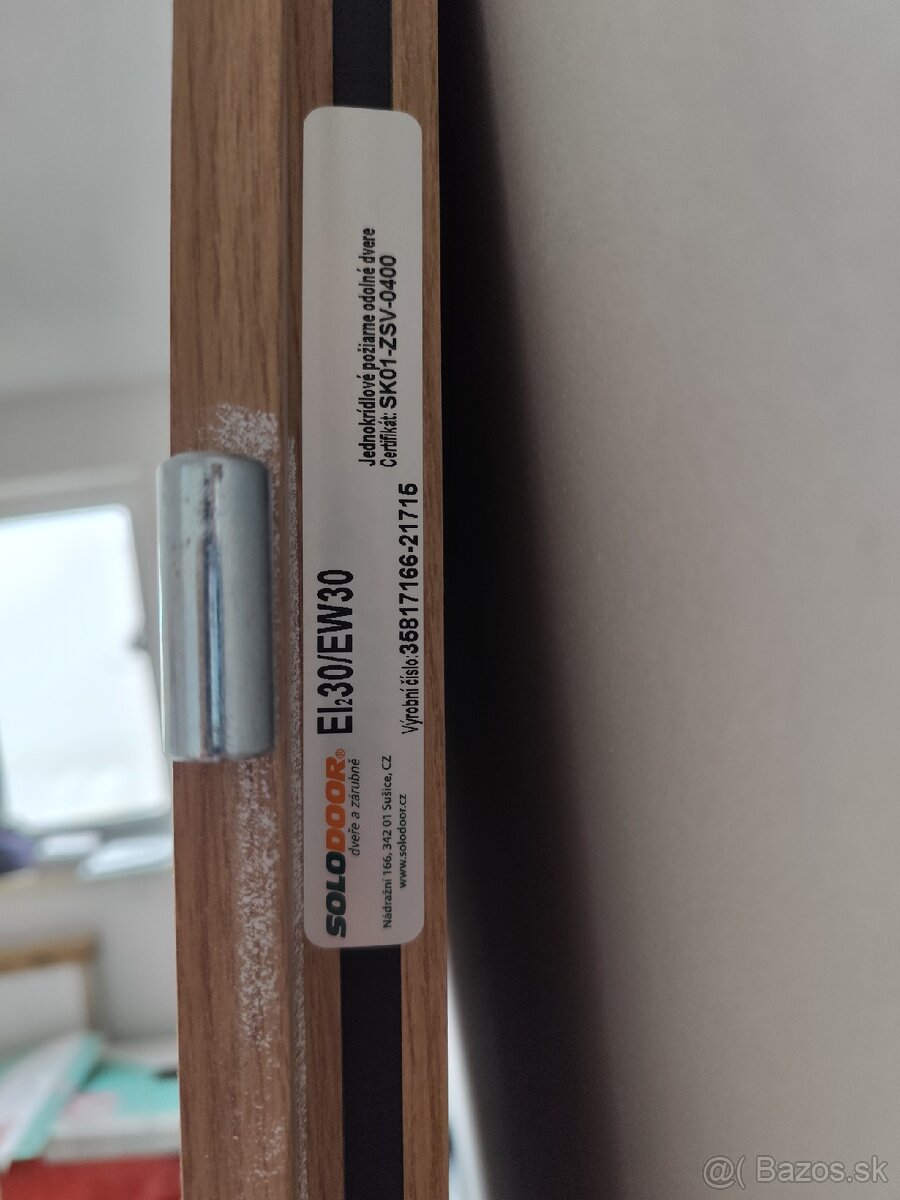 SOLODOOR®
dveře a zárubně
Nádražní 166, 342 01 Sušice, CZ
www.solodoor.cz
EI₂30/EW30
Výrobní číslo:35817166-21715
Jednokrídlové požiarne odolné dvere
Certifikát: SK01-ZSV-0400
@( Bazos.sk